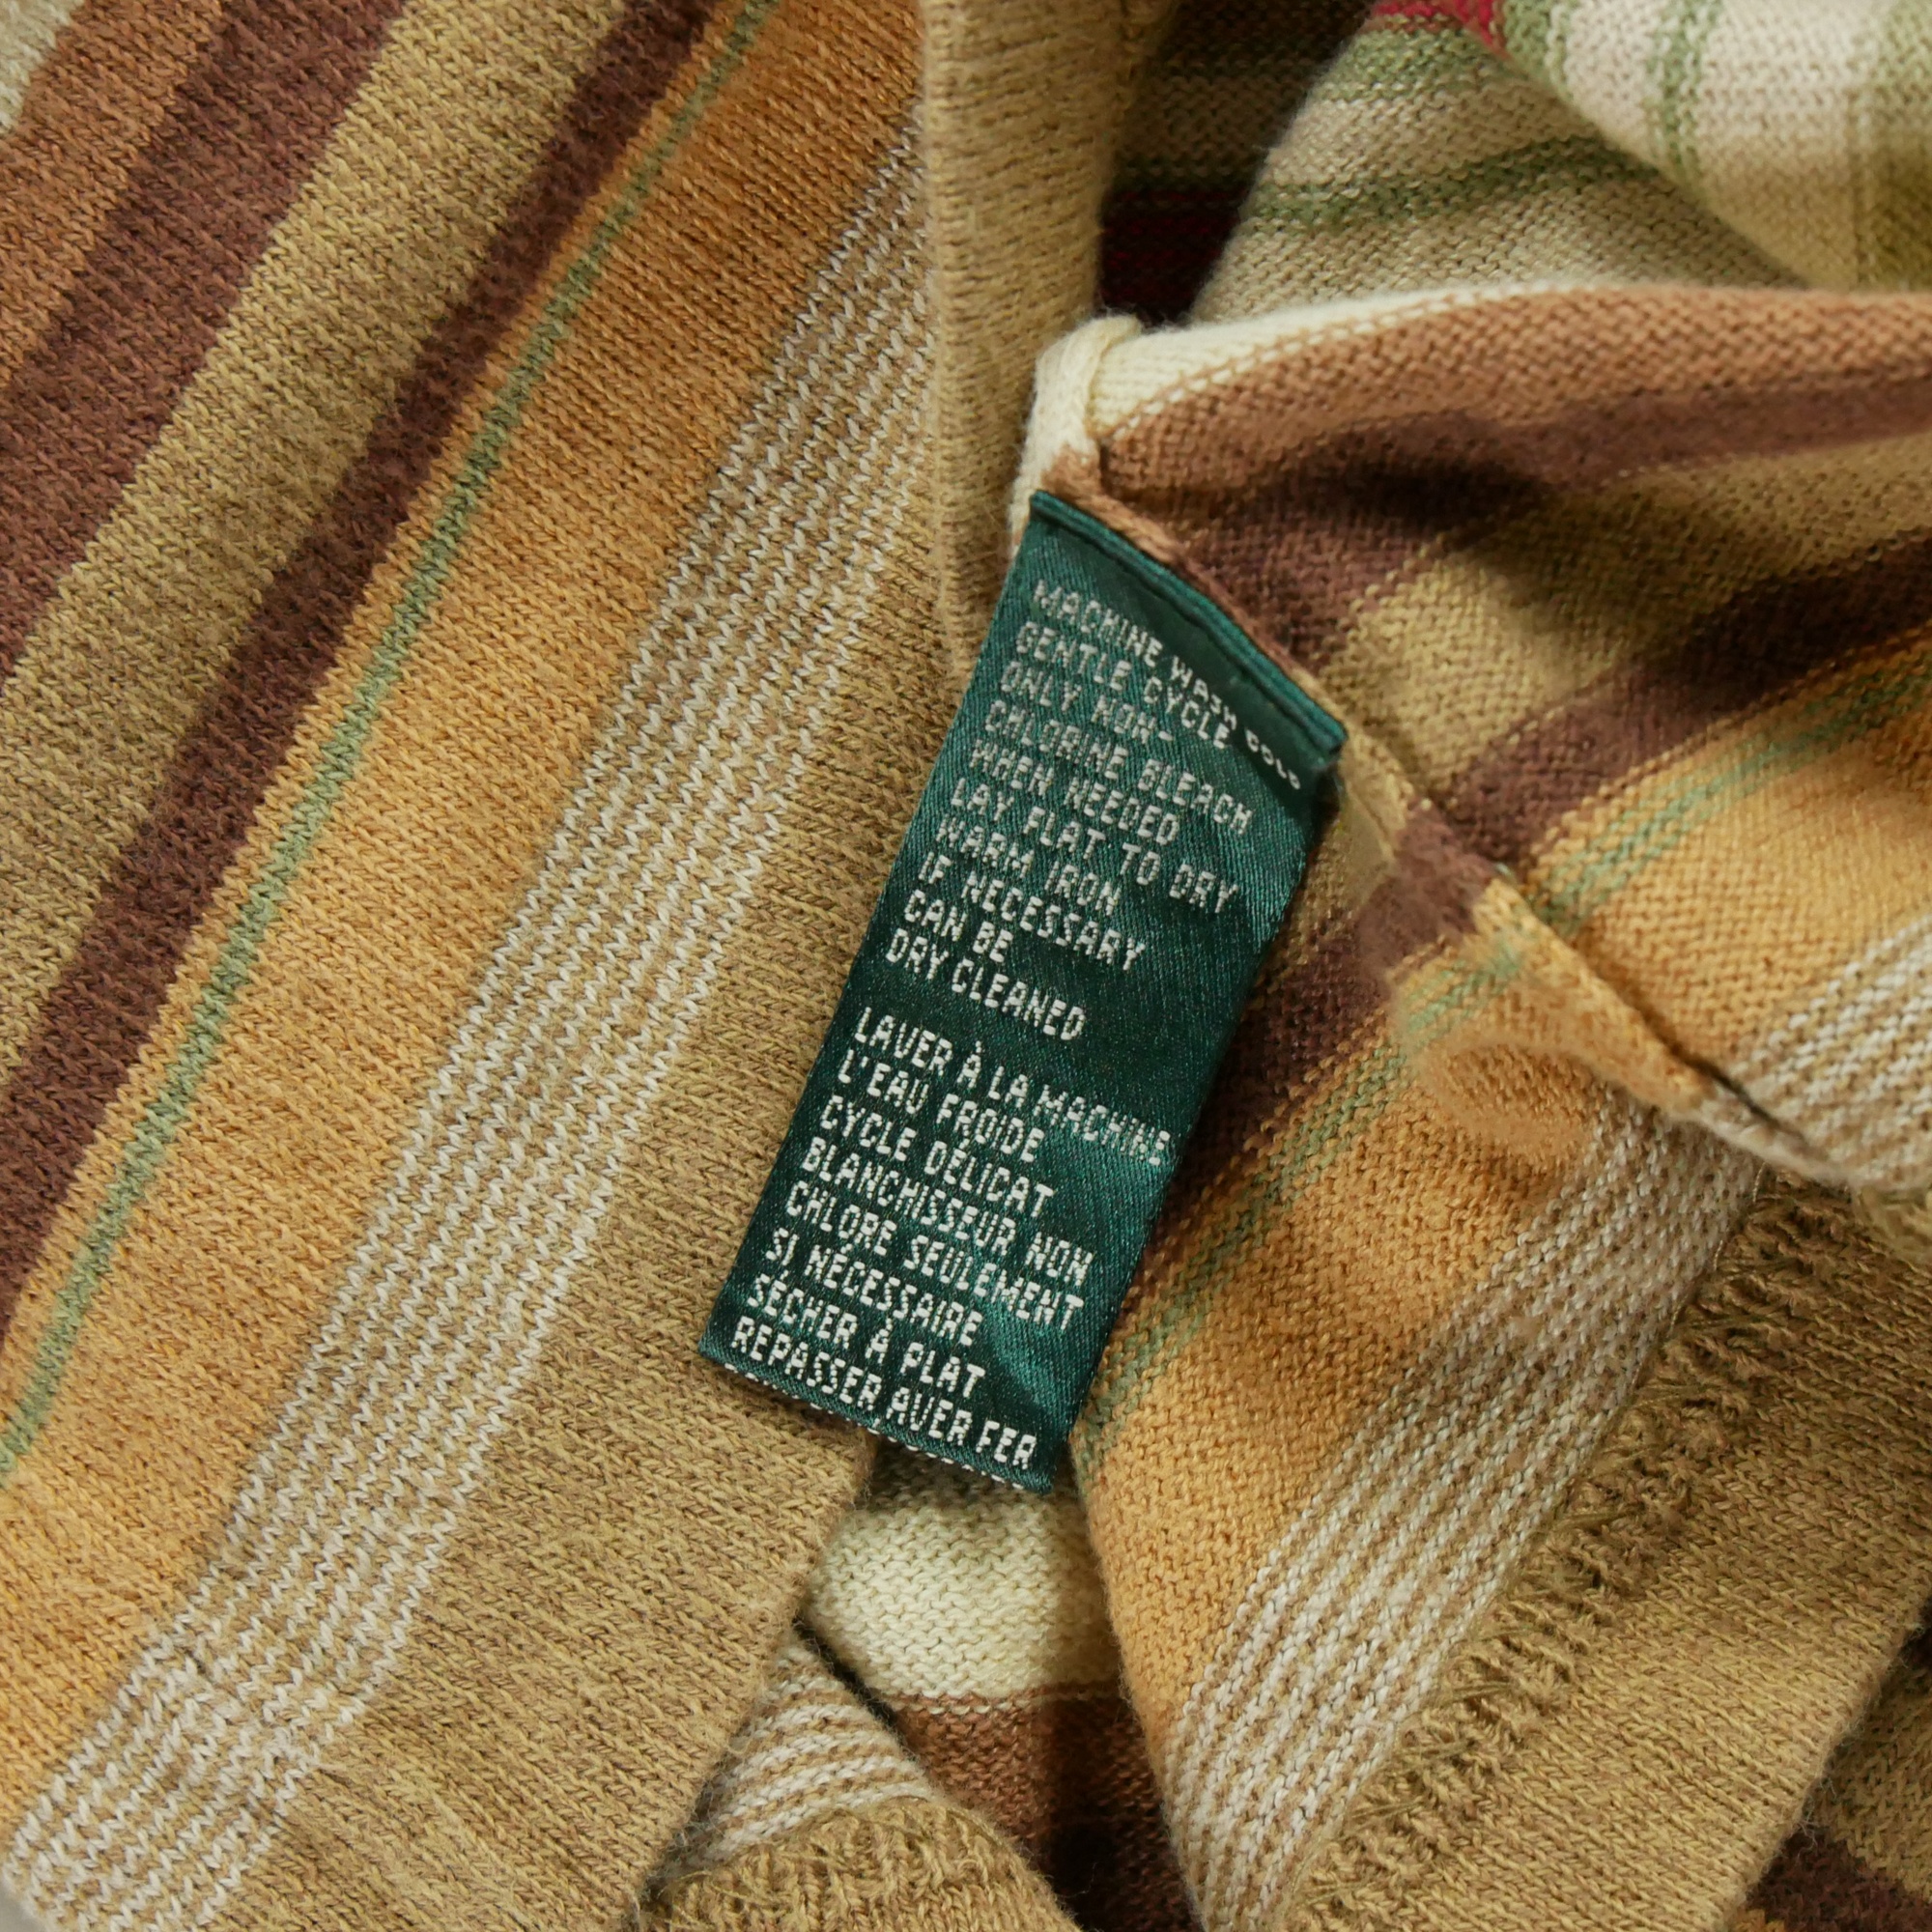 MACHINE WASH COLD
GENTLE CYCLE
ONLY NON-
CHLORINE BLEACH
WHEN NEEDED
LAY FLAT TO DRY
WARM IRON
IF NECESSARY
CAN BE
DRY CLEANED
LAVER À LA MACHINE
L'EAU FROIDE
CYCLE DÉLICAT
BLANCHISSEUR NON
CHLORE SEULEMENT
SI NÉCESSAIRE
SÉCHER À PLAT
REPASSER AVER FER